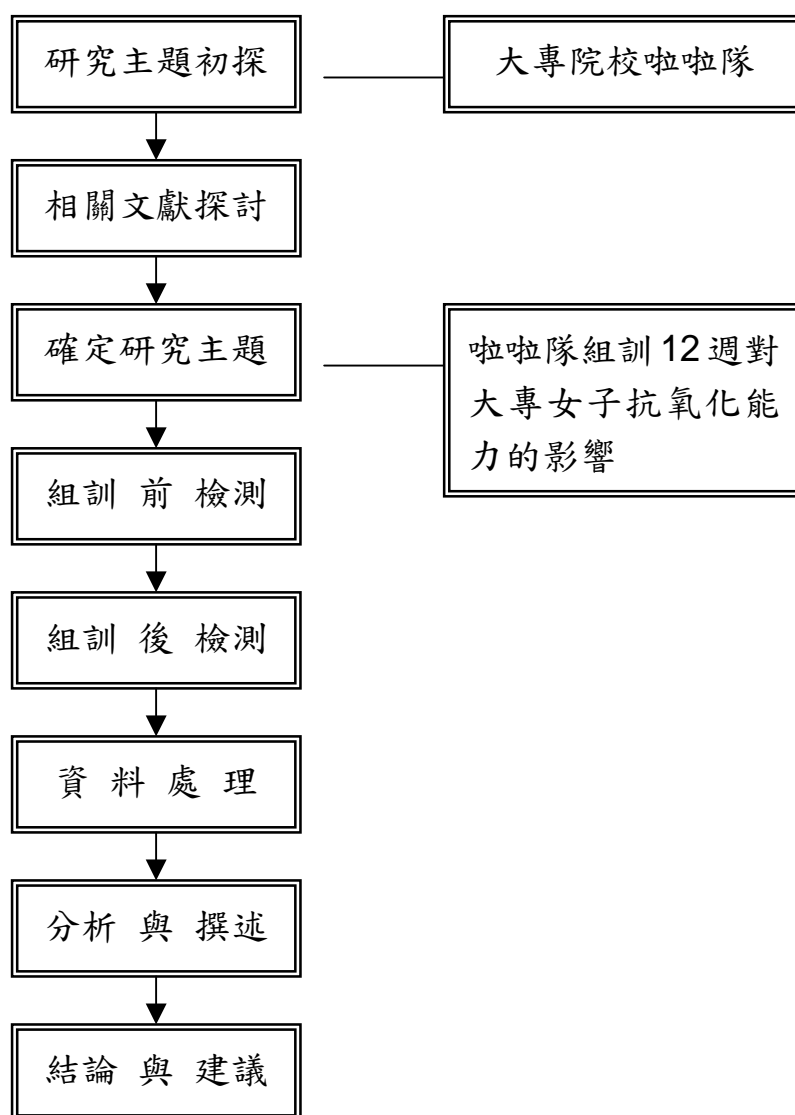 研究主題初探
大專院校啦啦隊
相關文獻探討
確定研究主題
啦啦隊組訓12週對
大專女子抗氧化能
力的影響
組訓 前 檢測
組訓 後 檢測
資 料 處 理
分析 與 撰述
結論 與 建議